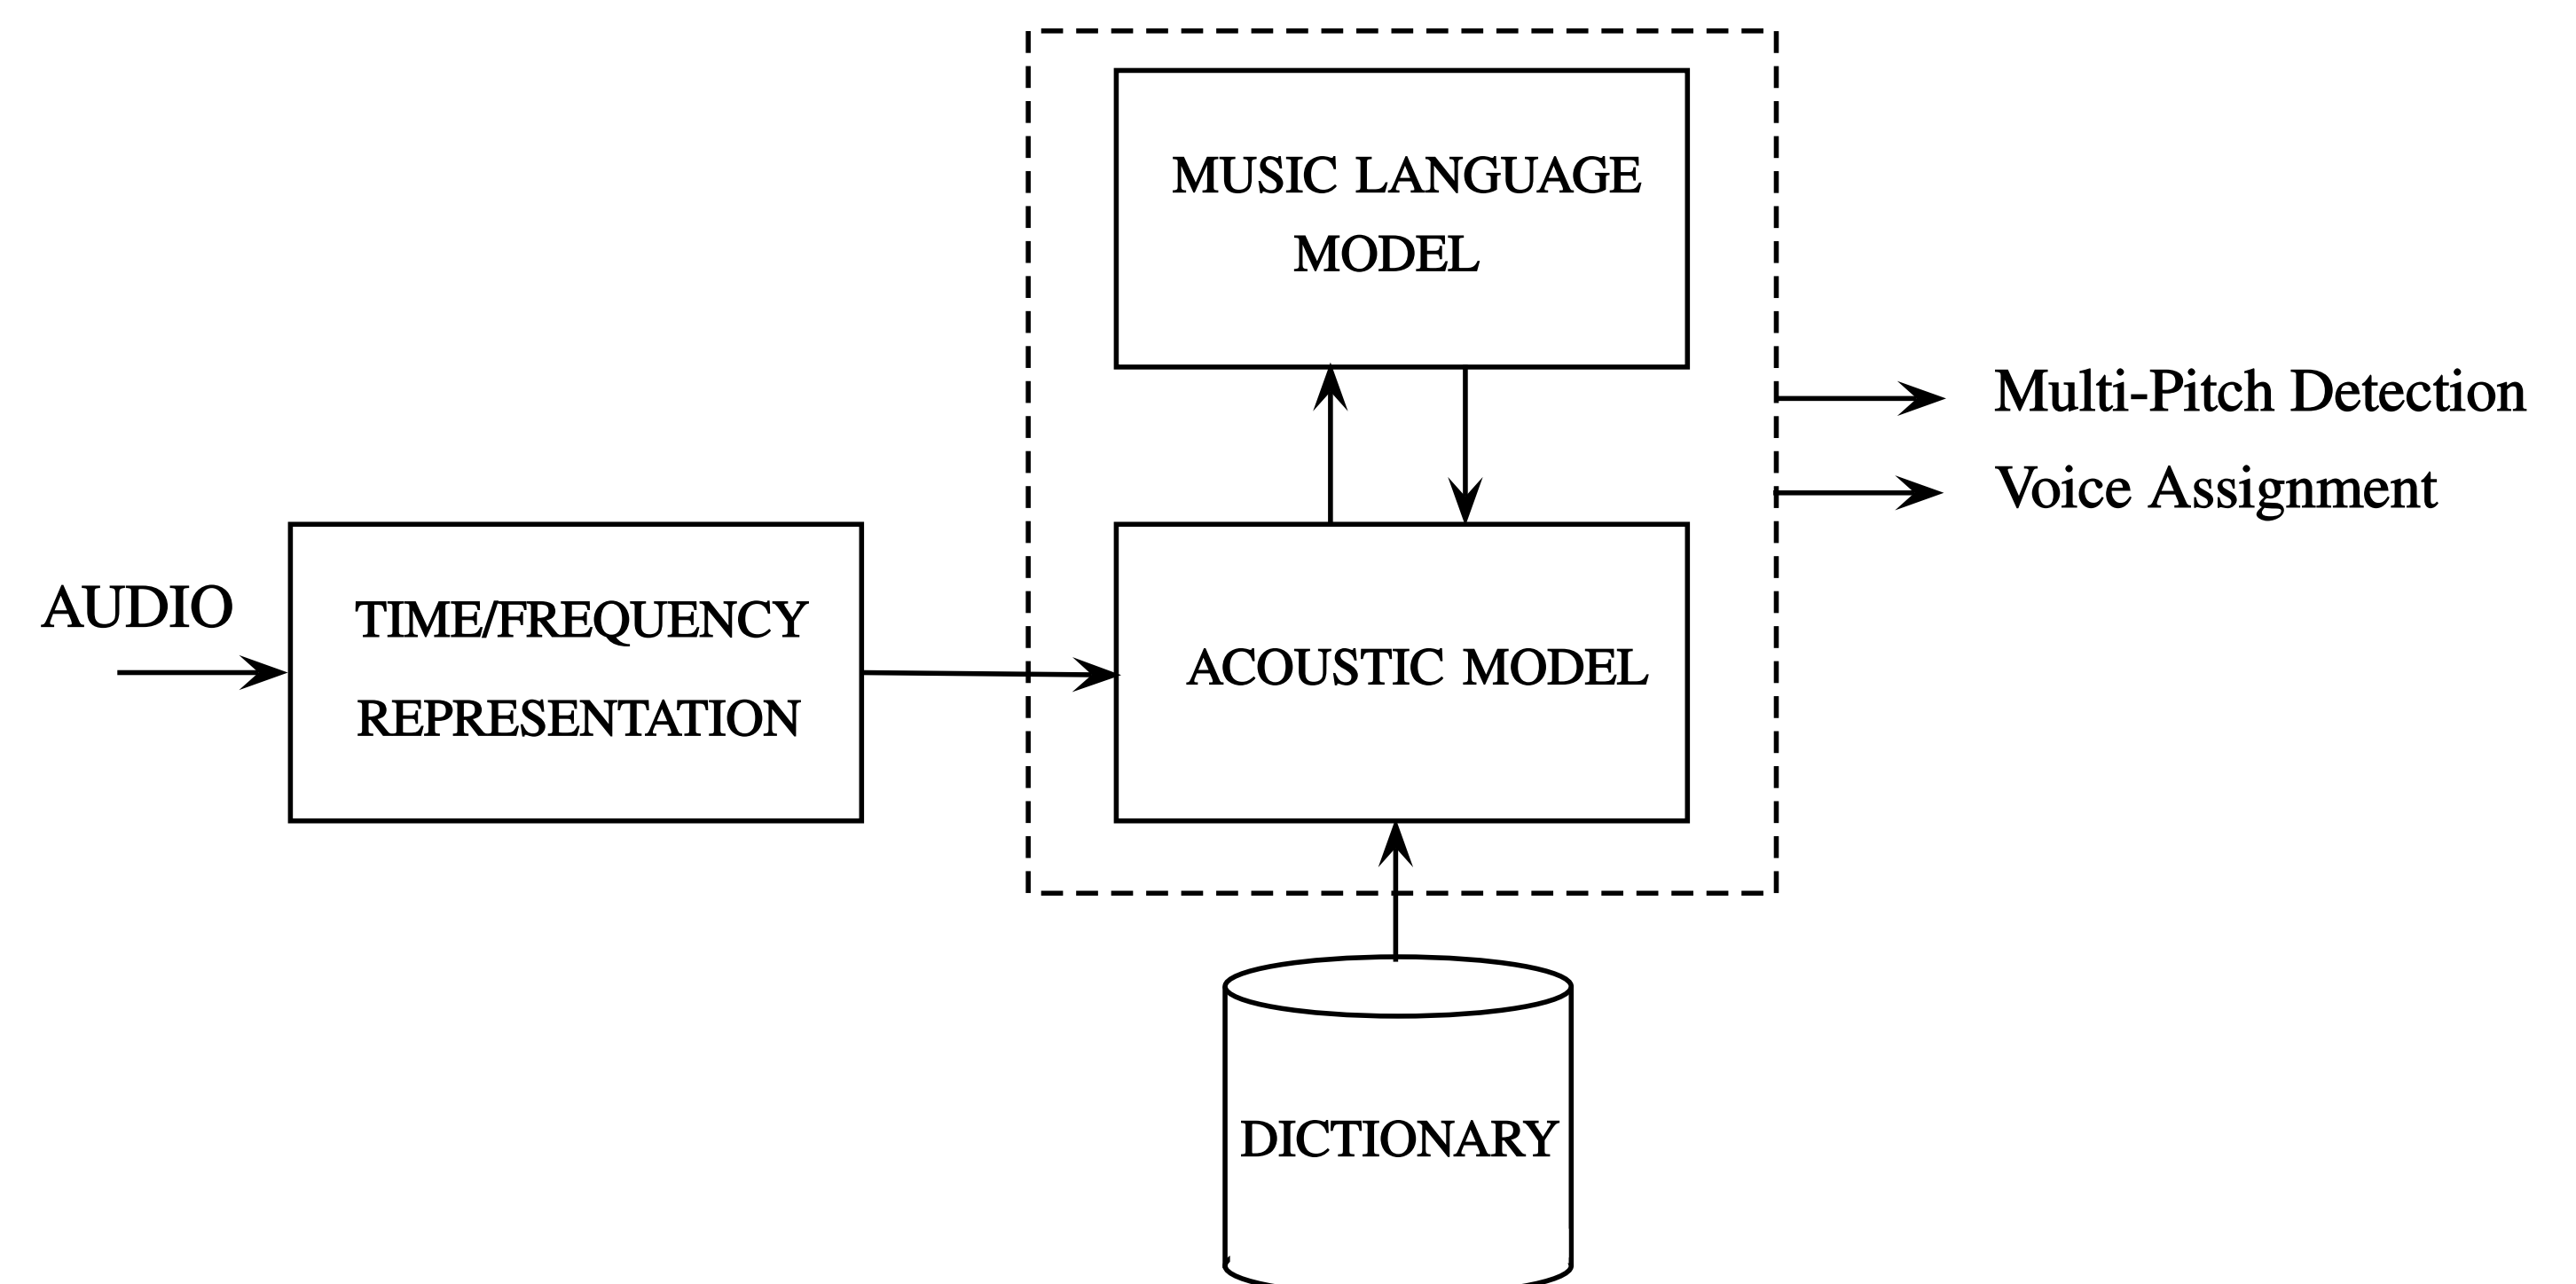 MUSIC LANGUAGE
MODEL
Multi-Pitch Detection
Voice Assignment
AUDIO
TIME/FREQUENCY
REPRESENTATION
ACOUSTIC MODEL
DICTIONARY